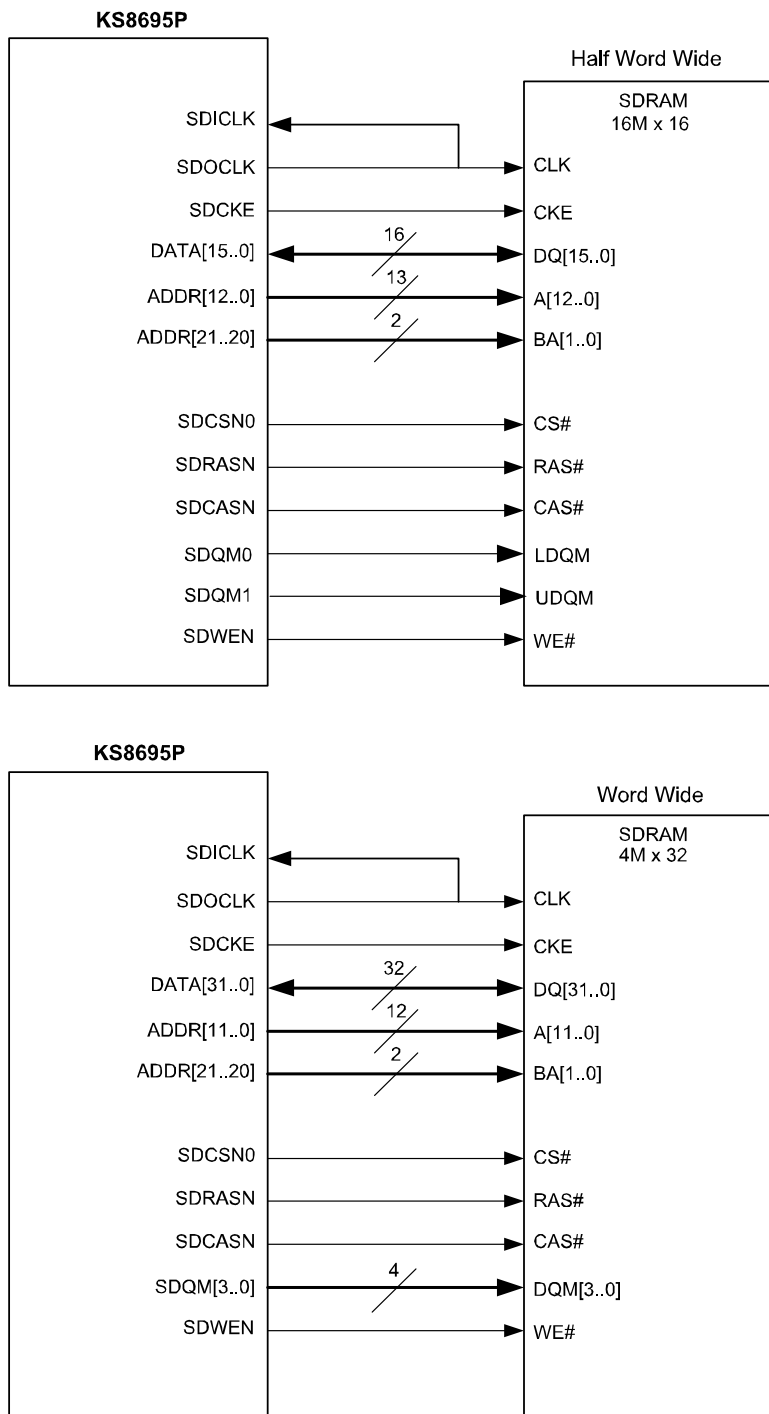 KS8695P
Half Word Wide
SDRAM
16M x 16
SDICLK
SDOCLK CLK
SDCKE CKE
DATA[15..0] 16 DQ[15..0]
ADDR[12..0] 13 A[12..0]
ADDR[21..20] 2 BA[1..0]
SDCSN0 CS#
SDRASN RAS#
SDCASN CAS#
SDQM0 LDQM
SDQM1 UDQM
SDWEN WE#
KS8695P
Word Wide
SDRAM
4M x 32
SDICLK
SDOCLK CLK
SDCKE CKE
DATA[31..0] 32 DQ[31..0]
ADDR[11..0] 12 A[11..0]
ADDR[21..20] 2 BA[1..0]
SDCSN0 CS#
SDRASN RAS#
SDCASN CAS#
SDQM[3..0] 4 DQM[3..0]
SDWEN WE#